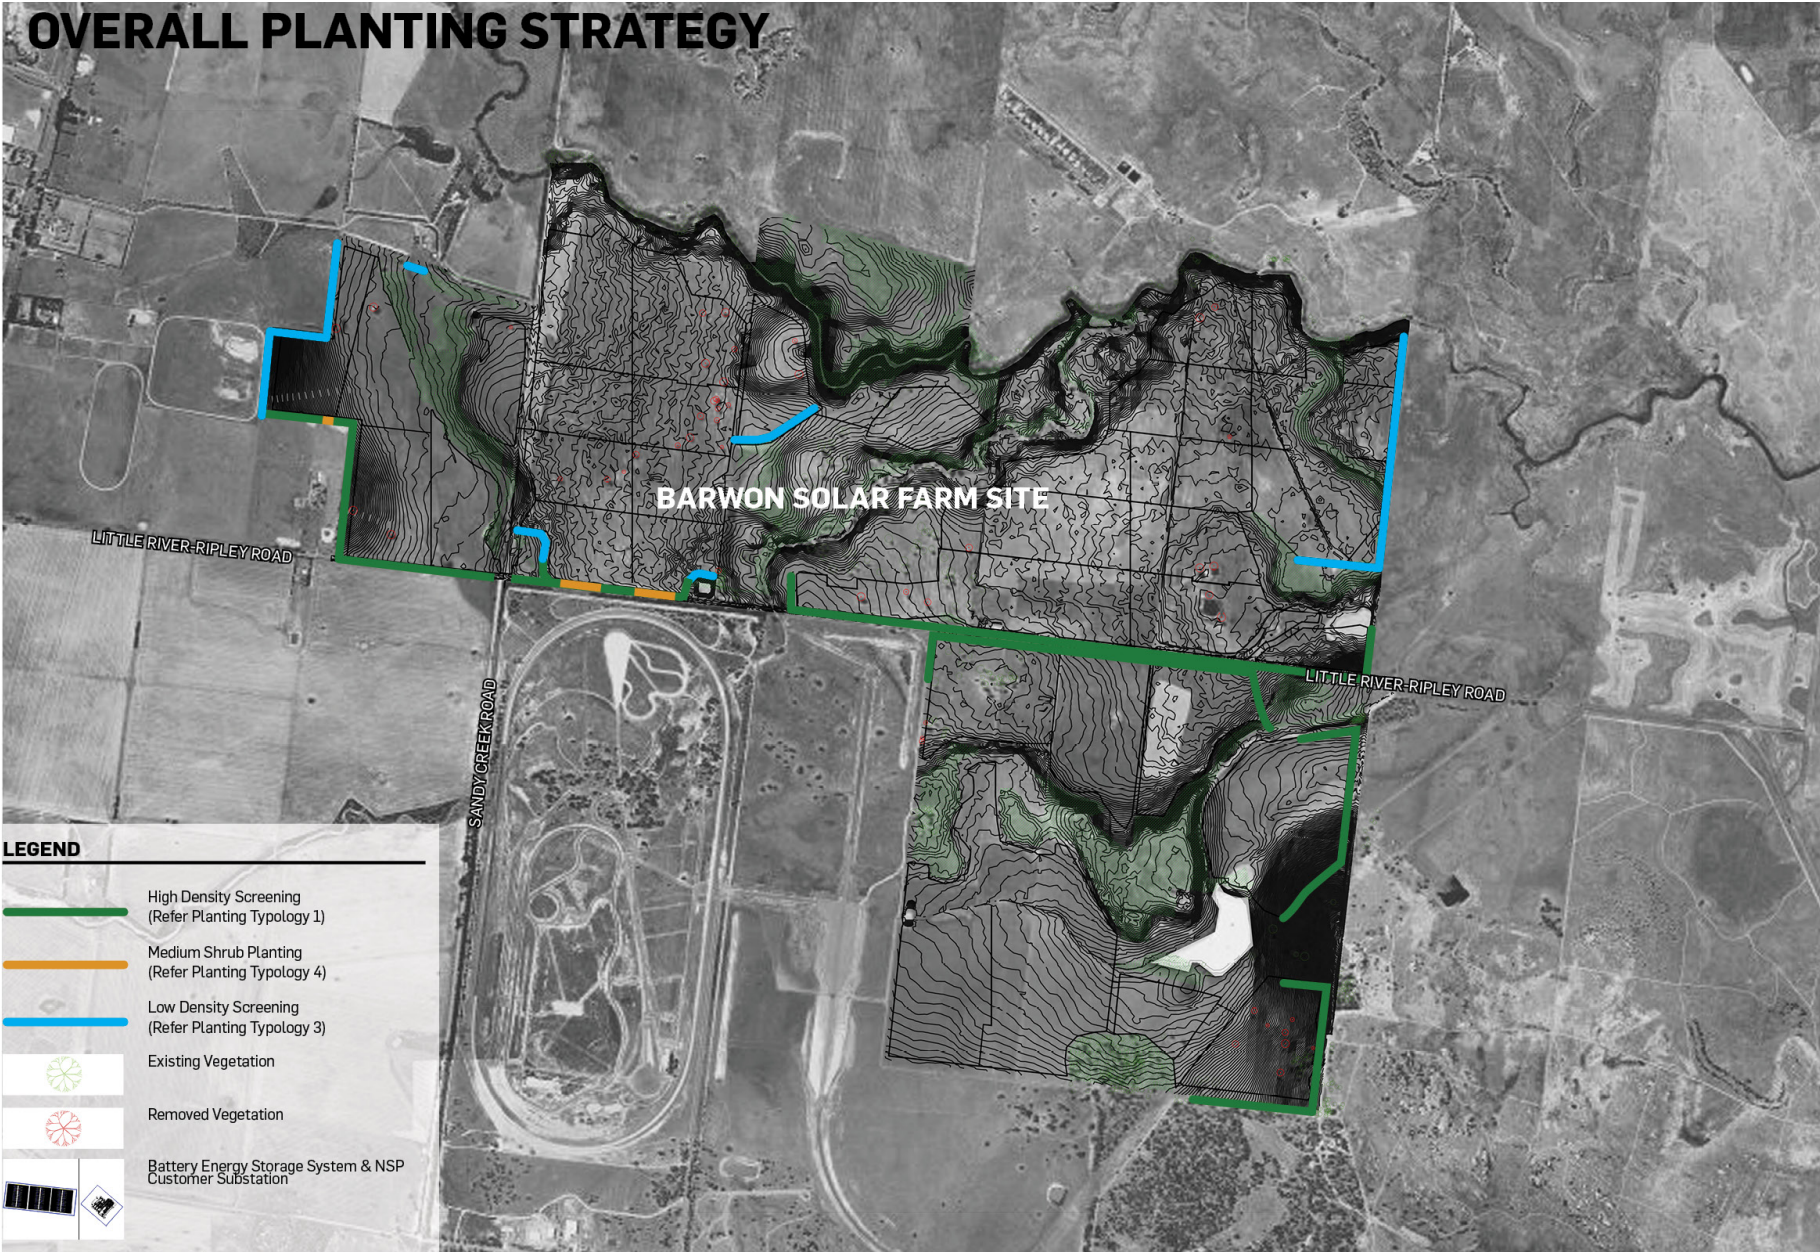 OVERALL PLANTING STRATEGY
BARWON SOLAR FARM SITE
LITTLE RIVER-RIPLEY ROAD
LITTLE RIVER-RIPLEY ROAD
SANDY CREEK ROAD
LEGEND
High Density Screening
(Refer Planting Typology 1)
Medium Shrub Planting
(Refer Planting Typology 4)
Low Density Screening
(Refer Planting Typology 3)
Existing Vegetation
Removed Vegetation
Battery Energy Storage System & NSP
Customer Substation